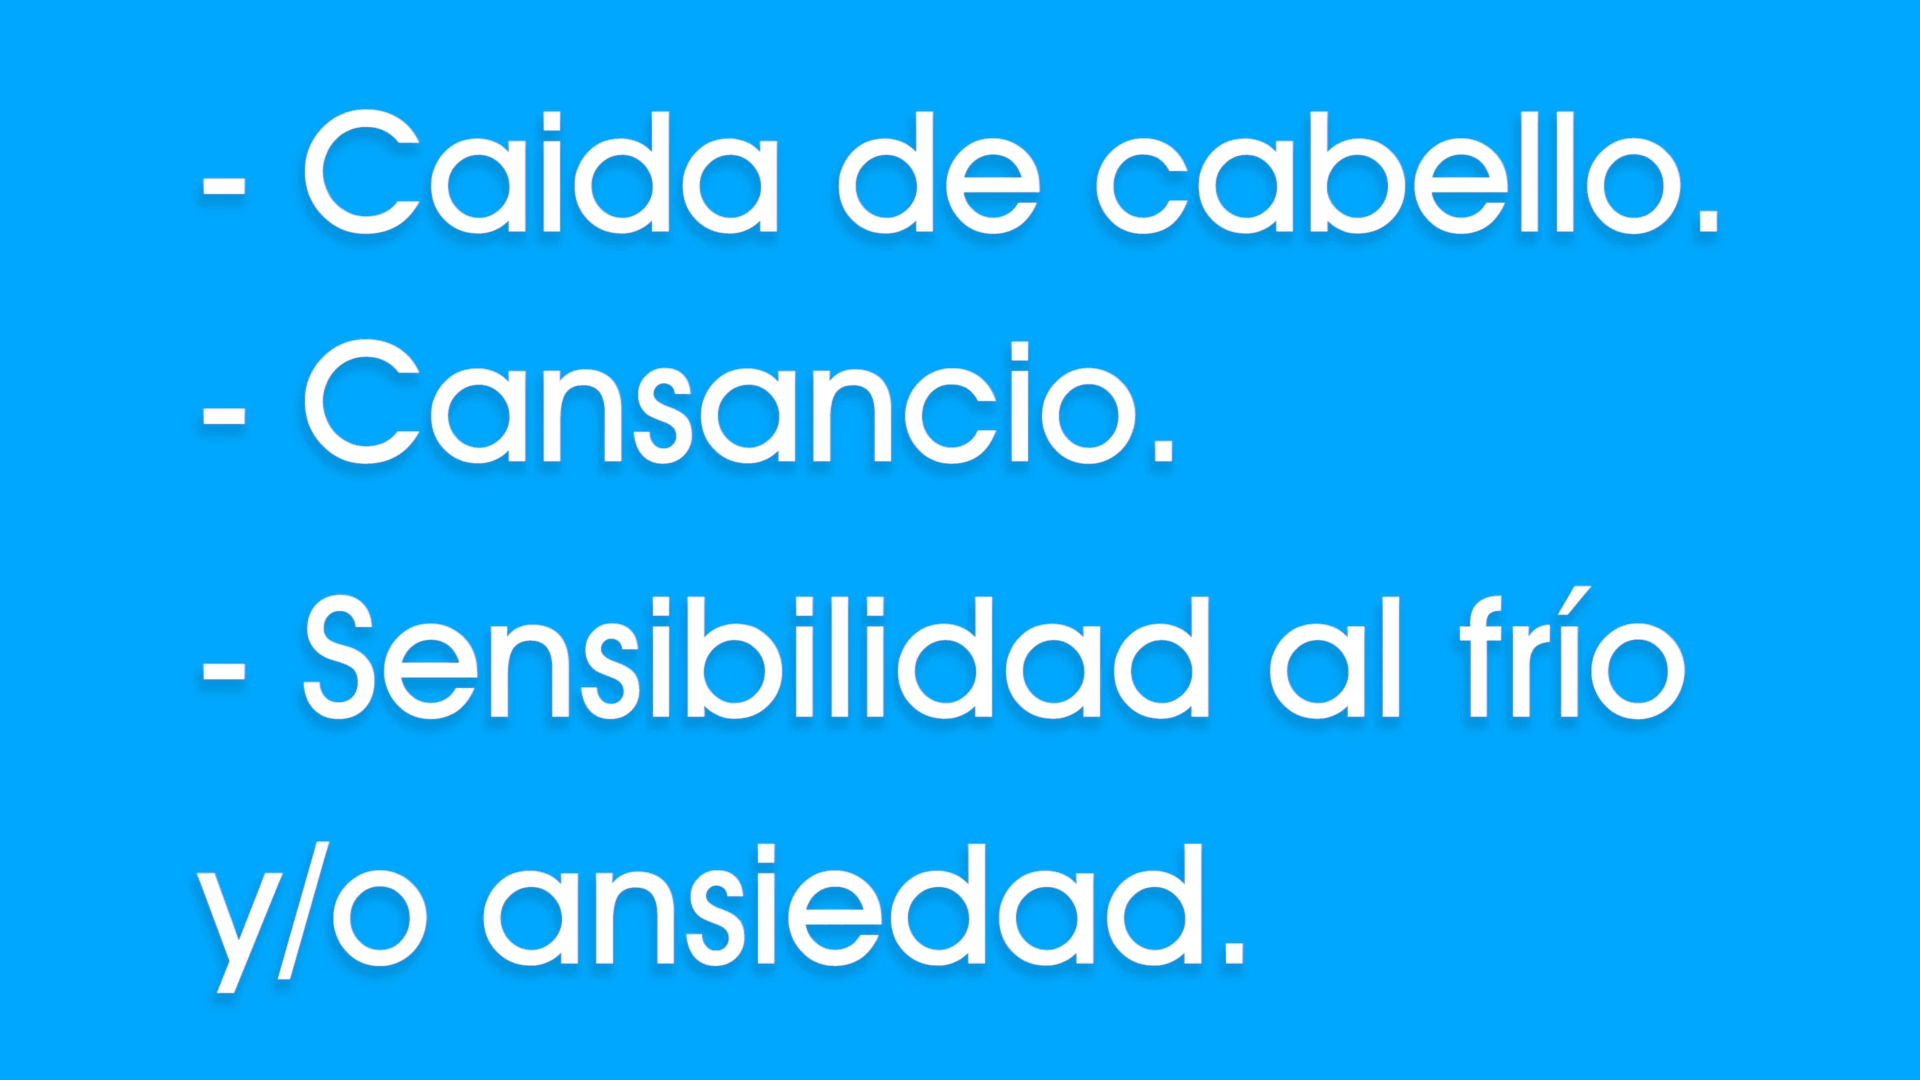 - Caida de cabello.
- Cansancio.
- Sensibilidad al frío
y/o ansiedad.